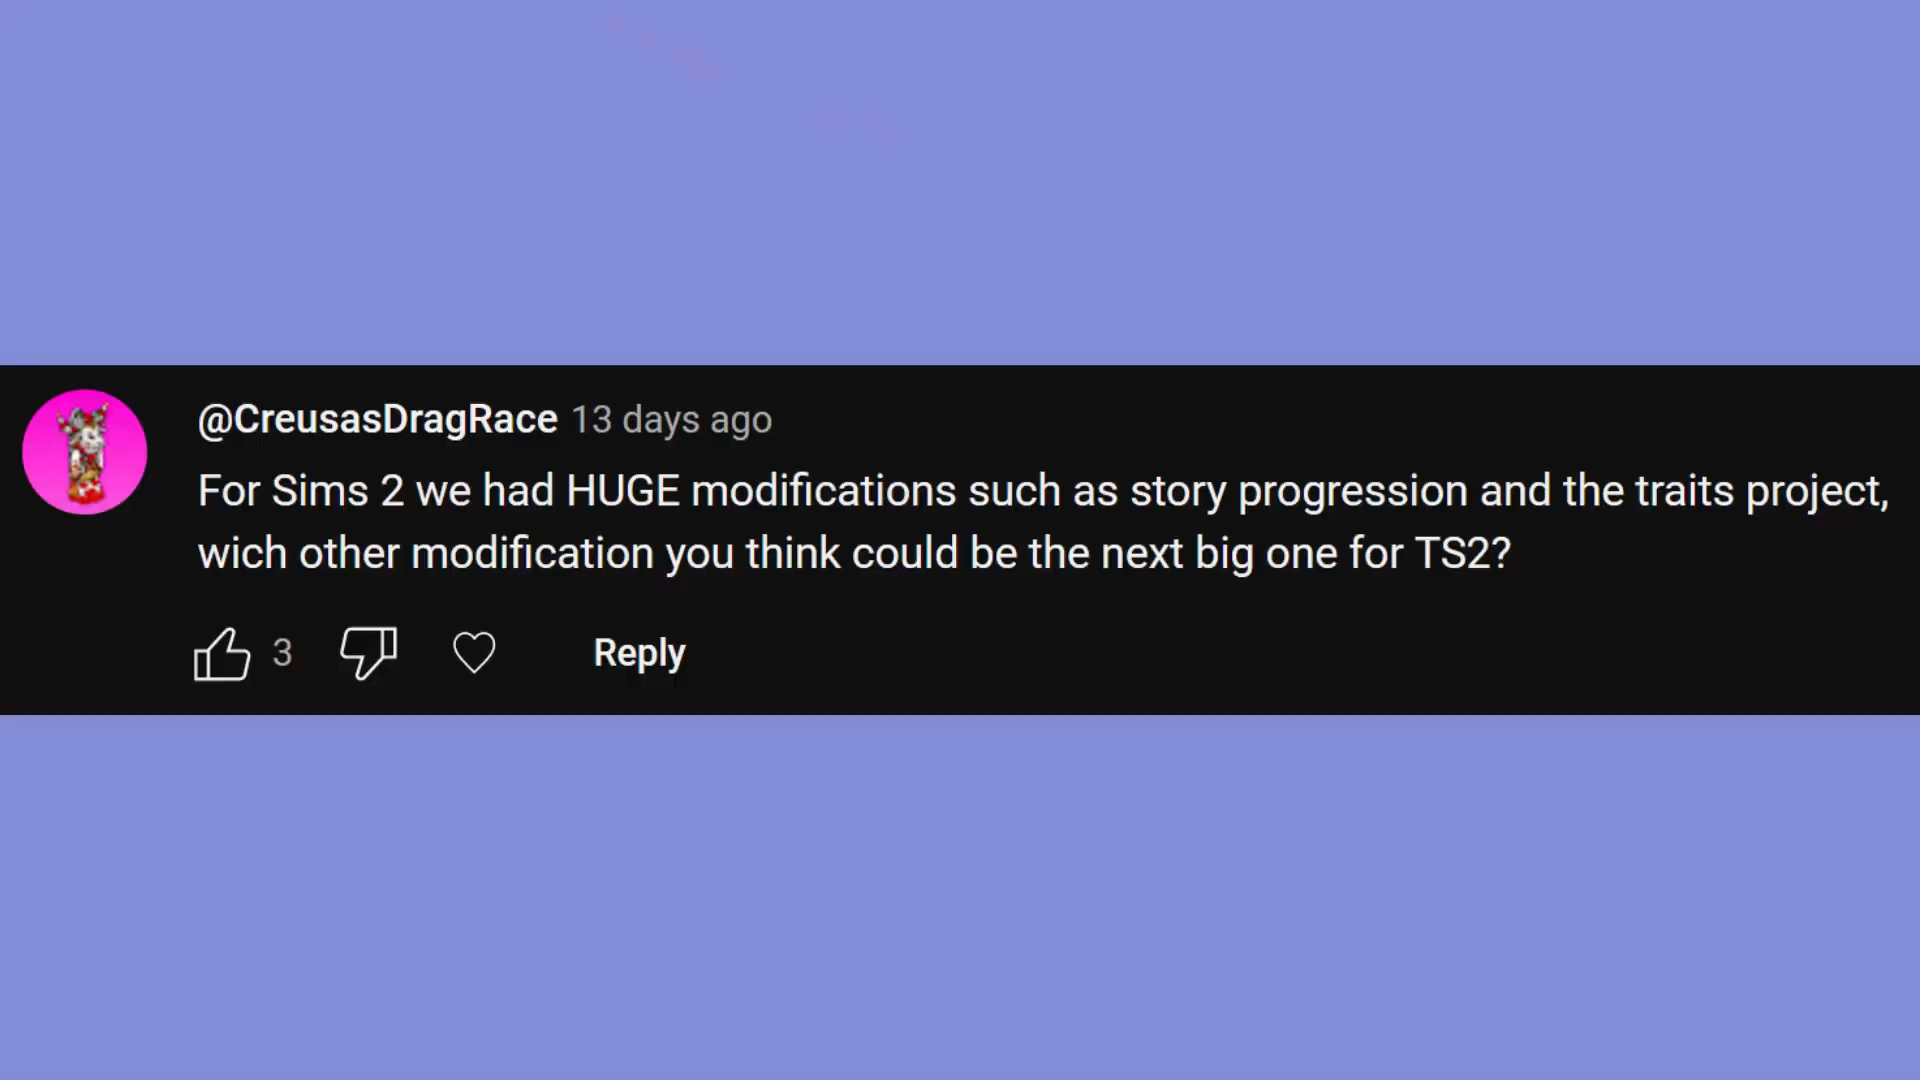 @CreusasDragRace 13 days ago
For Sims 2 we had HUGE modifications such as story progression and the traits project,
wich other modification you think could be the next big one for TS2?
3 Reply